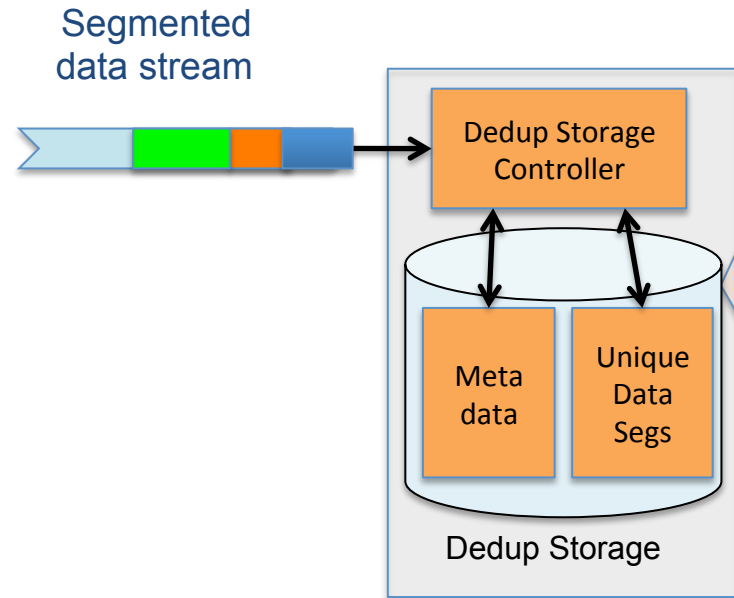 Segmented
data stream
Dedup Storage
Controller
Meta
data
Unique
Data
Segs
Dedup Storage